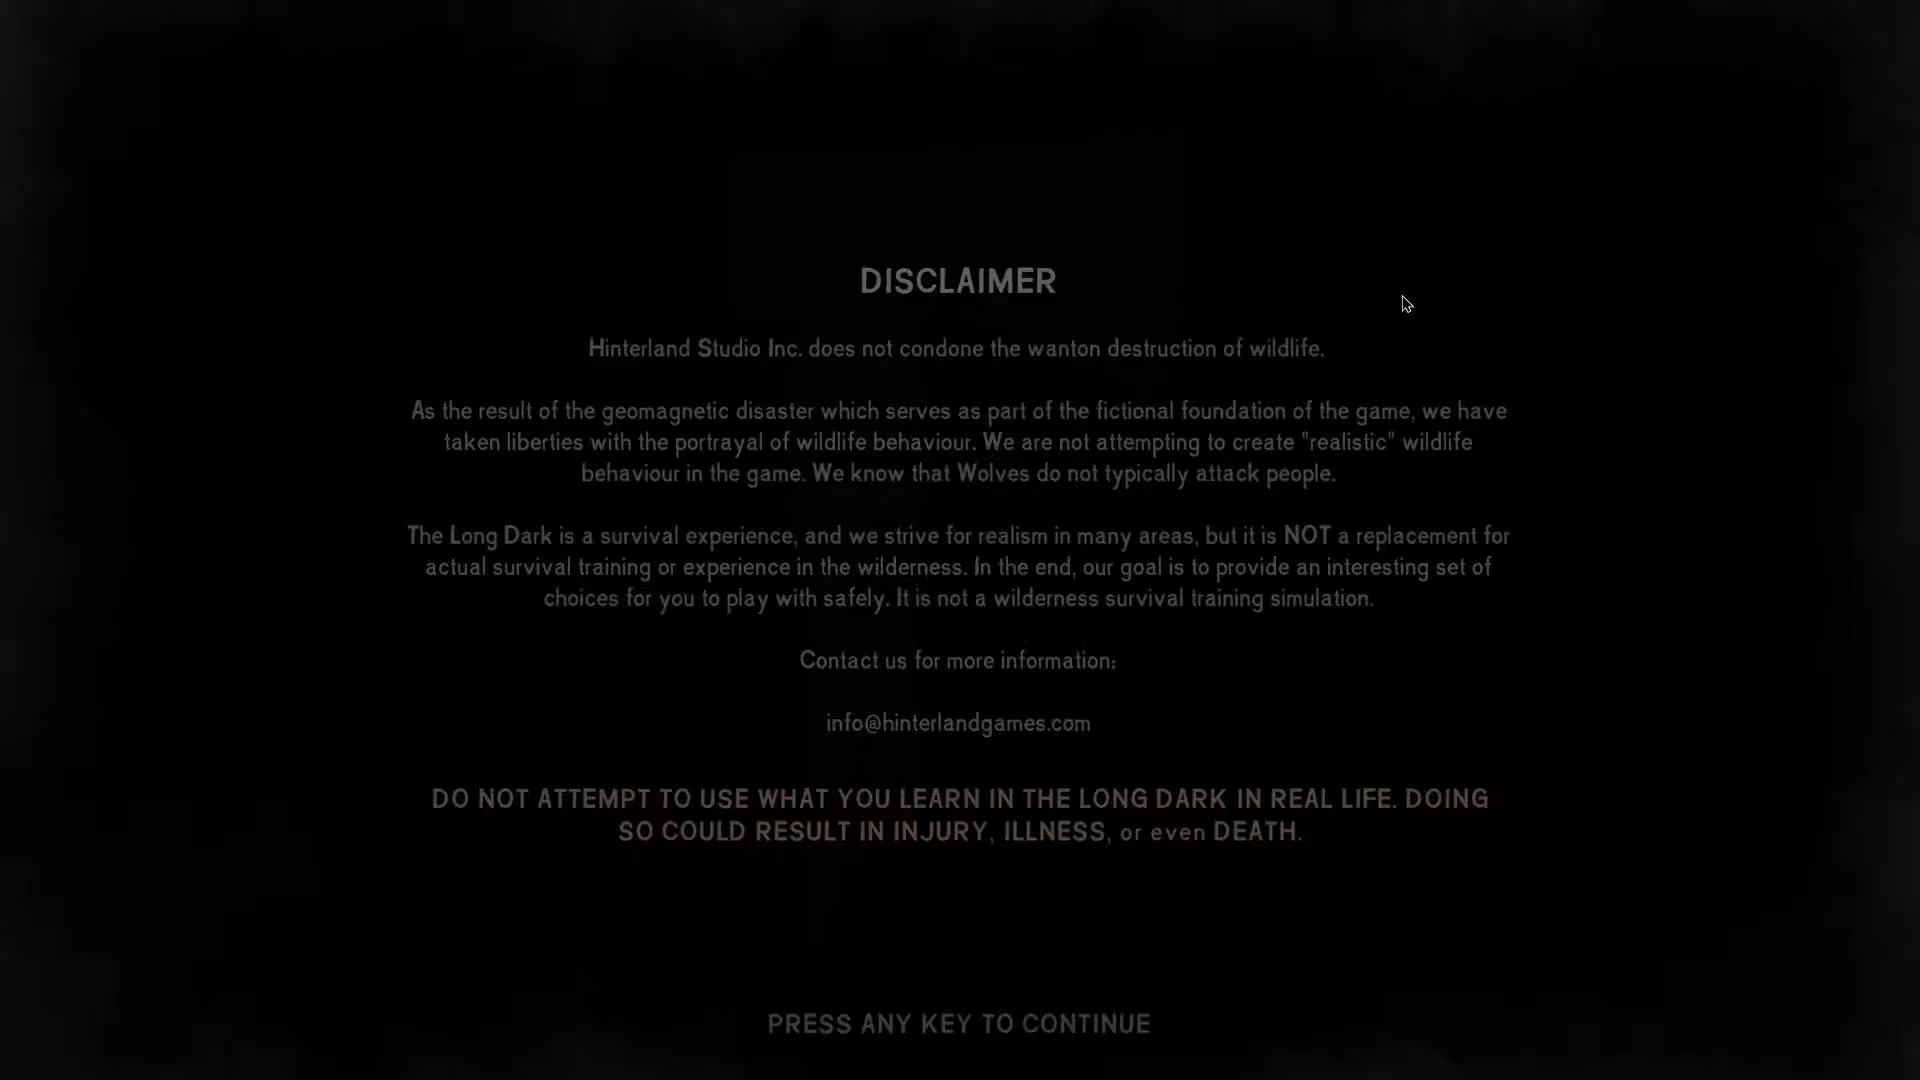 DISCLAIMER
Hinterland Studio Inc. does not condone the wanton destruction of wildlife.
As the result of the geomagnetic disaster which serves as part of the fictional foundation of the game, we have
taken liberties with the portrayal of wildlife behaviour. We are not attempting to create "realistic" wildlife
behaviour in the game. We know that Wolves do not typically attack people.
The Long Dark is a survival experience, and we strive for realism in many areas, but it is NOT a replacement for
actual survival training or experience in the wilderness. In the end, our goal is to provide an interesting set of
choices for you to play with safely. It is not a wilderness survival training simulation.
Contact us for more information:
info@hinterlandgames.com
DO NOT ATTEMPT TO USE WHAT YOU LEARN IN THE LONG DARK IN REAL LIFE. DOING
SO COULD RESULT IN INJURY, ILLNESS, or even DEATH.
PRESS ANY KEY TO CONTINUE